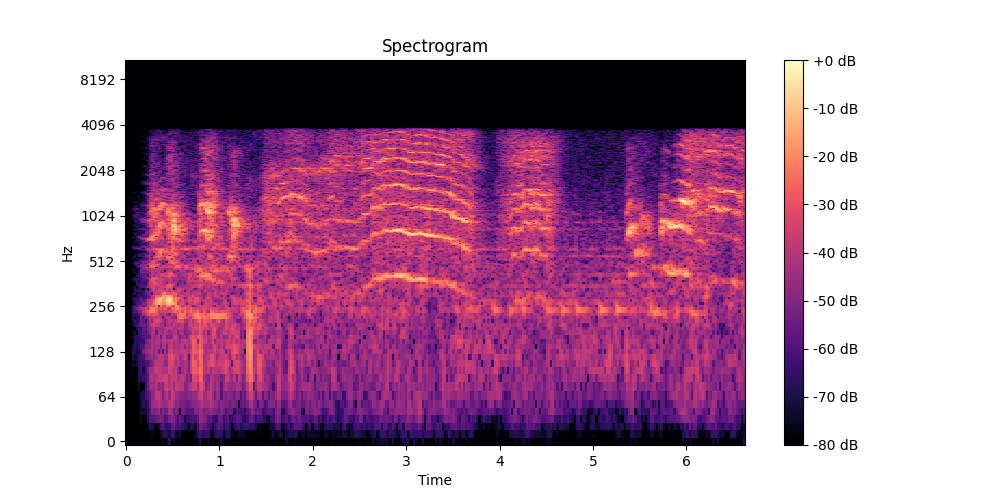 Spectrogram
8192
4096
2048
1024
512
256
128
64
0
Hz
0 1 2 3 4 5 6
Time
+0 dB
-10 dB
-20 dB
-30 dB
-40 dB
-50 dB
-60 dB
-70 dB
-80 dB